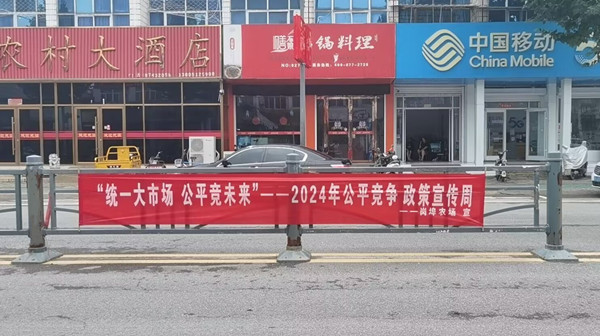 农村大酒店
锅料理
中国移动
China Mobile
“统一大市场 公平竞未来”——2024年公平竞争 政策宣传周
——岗埠农场 宣